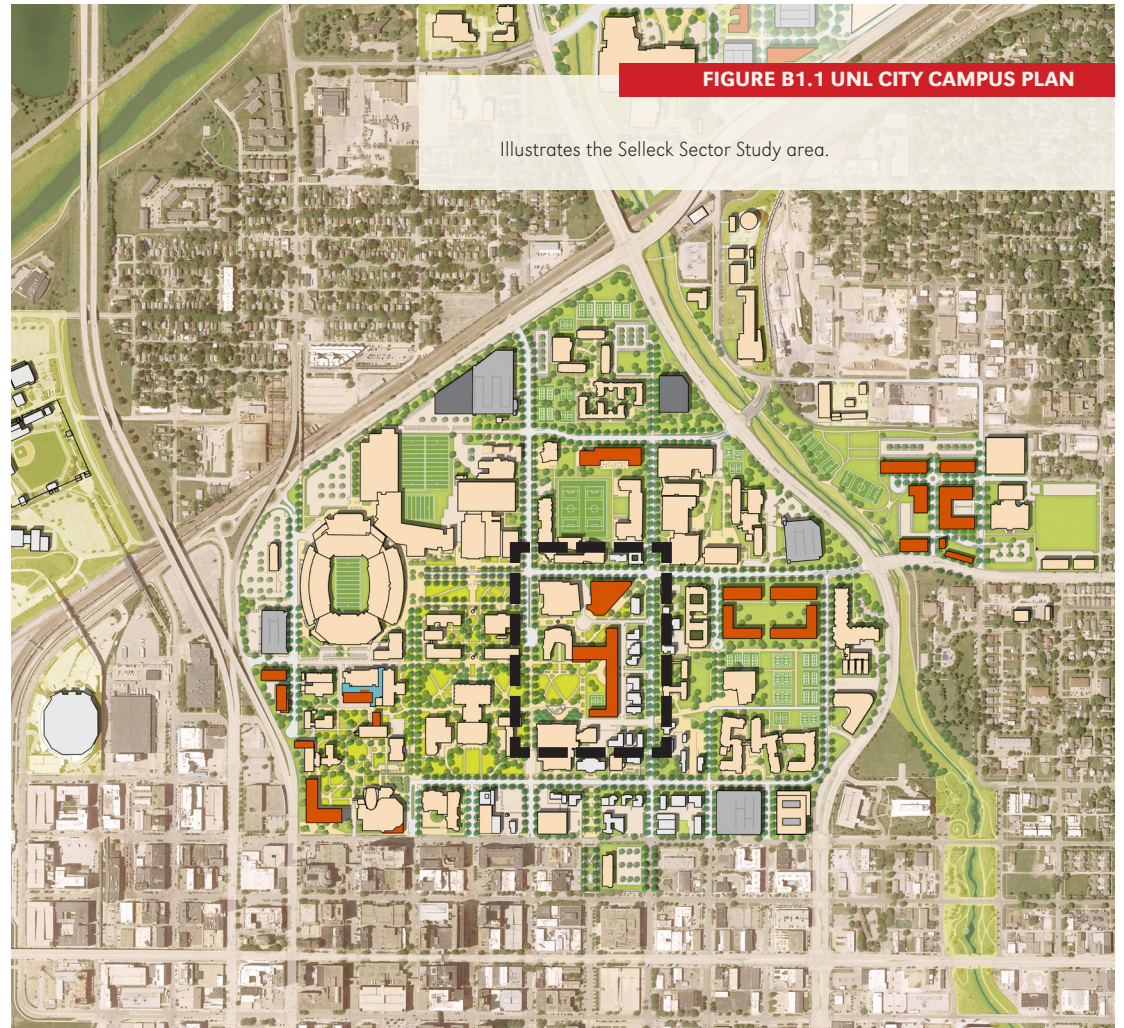 FIGURE B1.1 UNL CITY CAMPUS PLAN
Illustrates the Selleck Sector Study area.